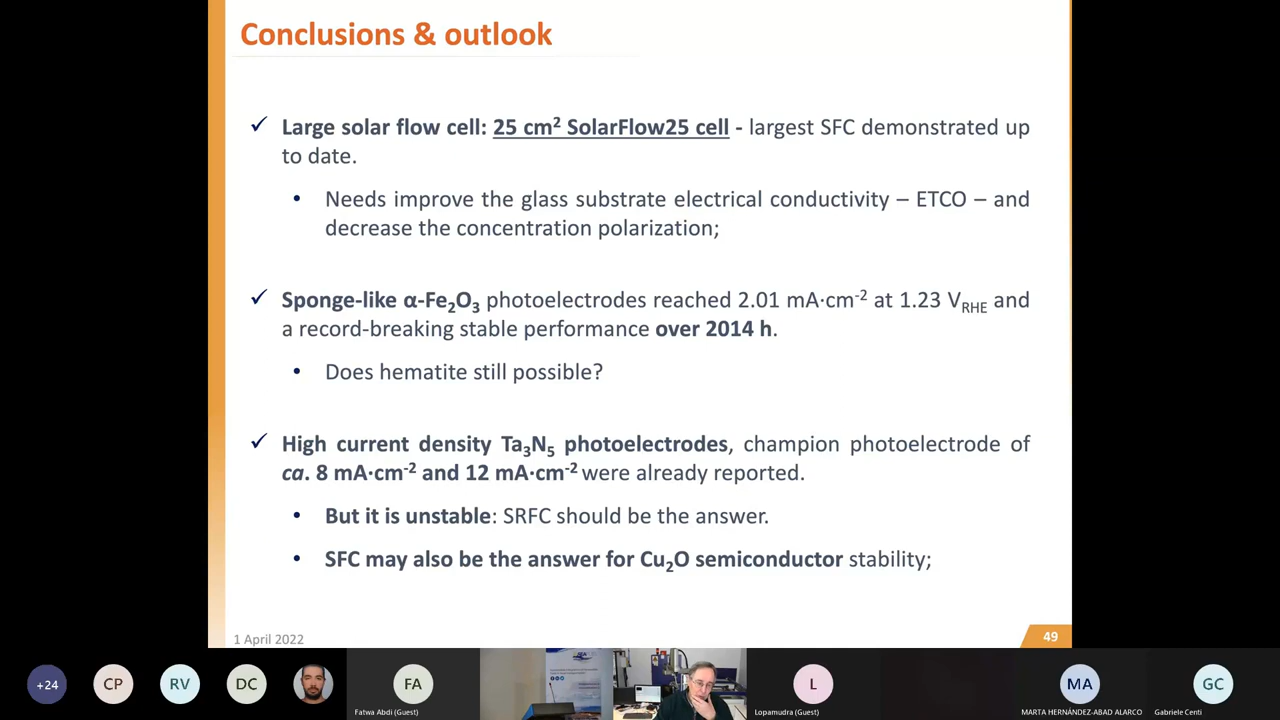 Conclusions & outlook
✓ Large solar flow cell: 25 cm² SolarFlow25 cell - largest SFC demonstrated up
to date.
• Needs improve the glass substrate electrical conductivity – ETCO – and
decrease the concentration polarization;
✓ Sponge-like α-Fe₂O₃ photoelectrodes reached 2.01 mA·cm⁻² at 1.23 V_RHE and
a record-breaking stable performance over 2014 h.
• Does hematite still possible?
✓ High current density Ta₃N₅ photoelectrodes, champion photoelectrode of
ca. 8 mA·cm⁻² and 12 mA·cm⁻² were already reported.
• But it is unstable: SRFC should be the answer.
• SFC may also be the answer for Cu₂O semiconductor stability;
1 April 2022
49
+24
CP
RV
DC
FA
L
MA
GC
Fatwa Abdi (Guest)
Lopamudra (Guest)
MARTA HERNÁNDEZ-ABAD ALARCO
Gabriele Centi